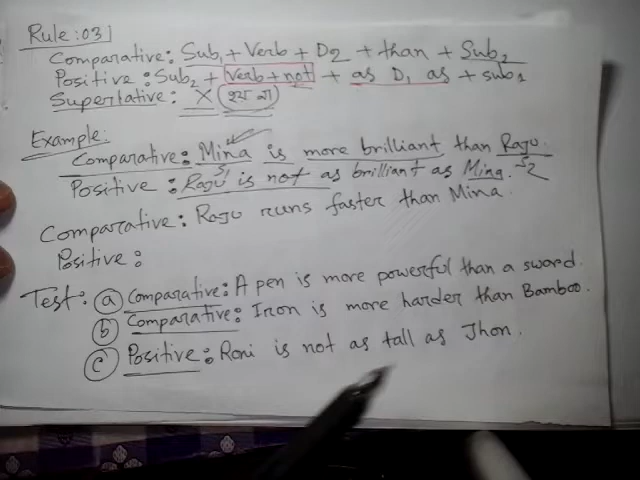 Rule: 03
Comparative: Sub1 + Verb + D2 + than + Sub2
Positive: Sub2 + verb + not + as D1 as + sub1
Superlative: X (হয় না)
Example:
Comparative: Mina is more brilliant than Raju.
S1 S2
Positive: Raju is not as brilliant as Mina.
Comparative: Raju runs faster than Mina.
Positive:
Test: (a) Comparative: A pen is more powerful than a sword.
(b) Comparative: Iron is more harder than Bamboo.
(c) Positive: Roni is not as tall as Jhon.